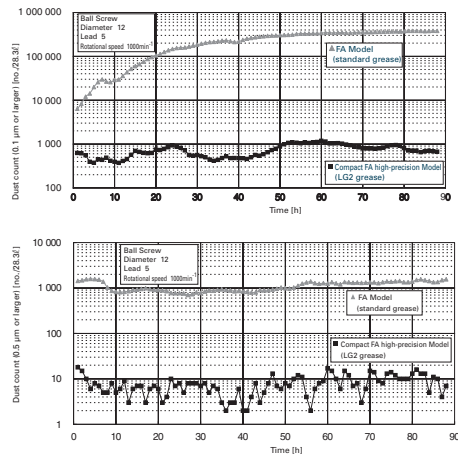 1 000 000
100 000
10 000
1 000
100
Dust count (0.1 µm or larger) [no./28.3ℓ]
Ball Screw
Diameter 12
Lead 5
Rotational speed 1000min-1
FA Model
(standard grease)
Compact FA high-precision Model
(LG2 grease)
0 10 20 30 40 50 60 70 80 90
Time [h]
10 000
1 000
100
10
1
Dust count (0.5 µm or larger) [no./28.3ℓ]
Ball Screw
Diameter 12
Lead 5
Rotational speed 1000min-1
FA Model
(standard grease)
Compact FA high-precision Model
(LG2 grease)
0 10 20 30 40 50 60 70 80 90
Time [h]